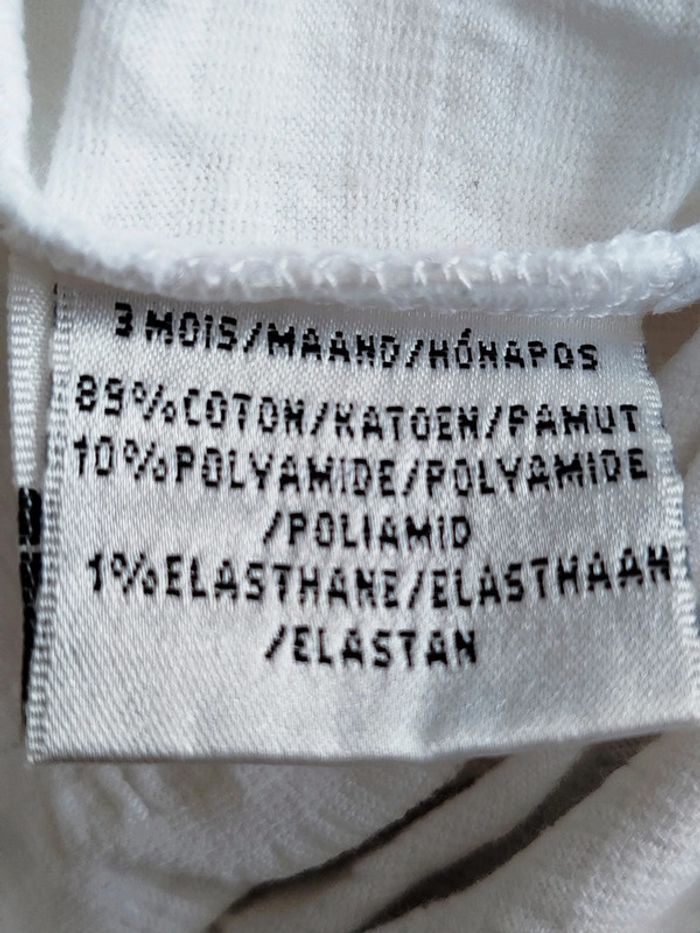 3 MOIS/MAAND/HÓNAPOS
89%COTON/KATOEN/PAMUT
10%POLYAMIDE/POLYAMIDE
/POLIAMID
1%ELASTHANE/ELASTHAAN
/ELASTAN